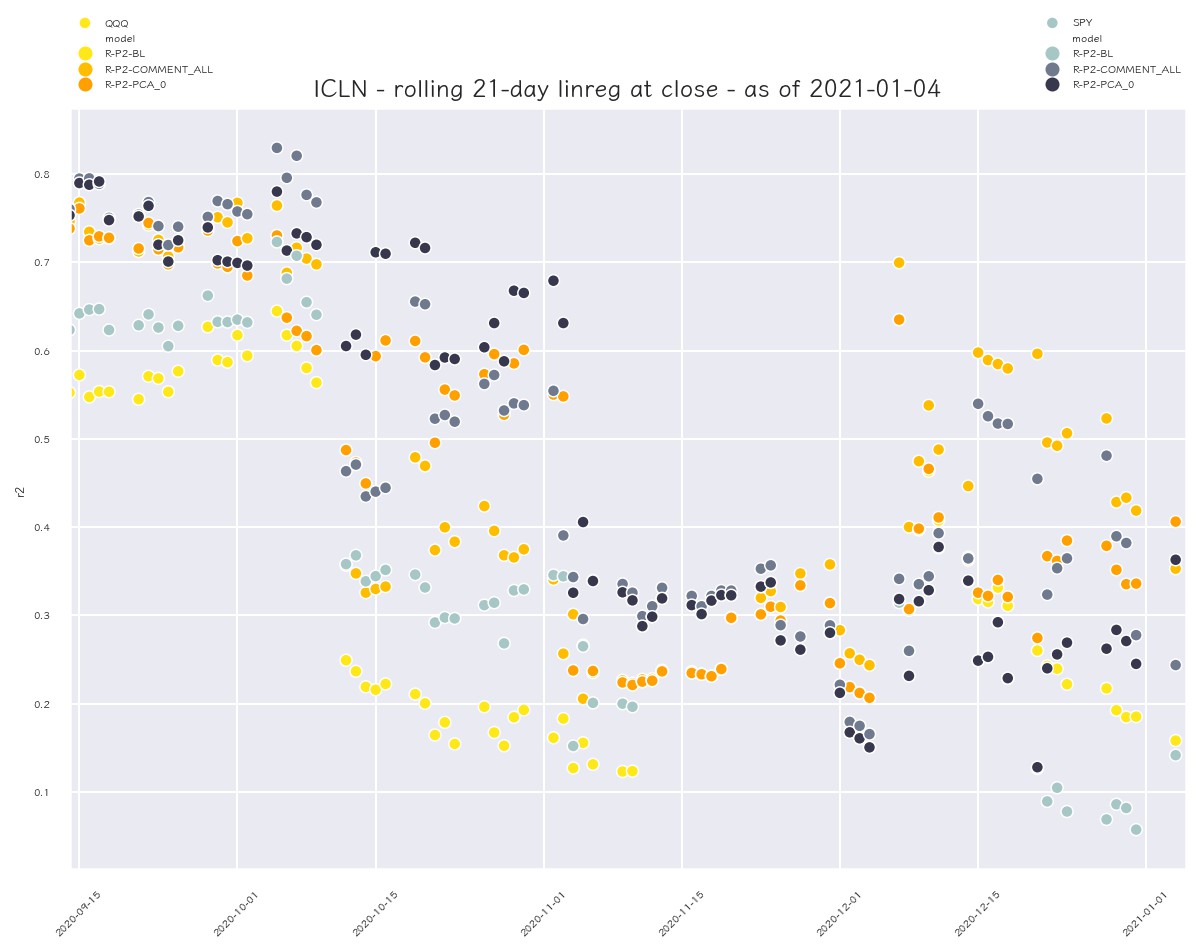 QQQ
model
R-P2-BL
R-P2-COMMENT_ALL
R-P2-PCA_0
SPY
model
R-P2-BL
R-P2-COMMENT_ALL
R-P2-PCA_0
ICLN - rolling 21-day linreg at close - as of 2021-01-04
r2
0.8
0.7
0.6
0.5
0.4
0.3
0.2
0.1
2020-09-15
2020-10-01
2020-10-15
2020-11-01
2020-11-15
2020-12-01
2020-12-15
2021-01-01